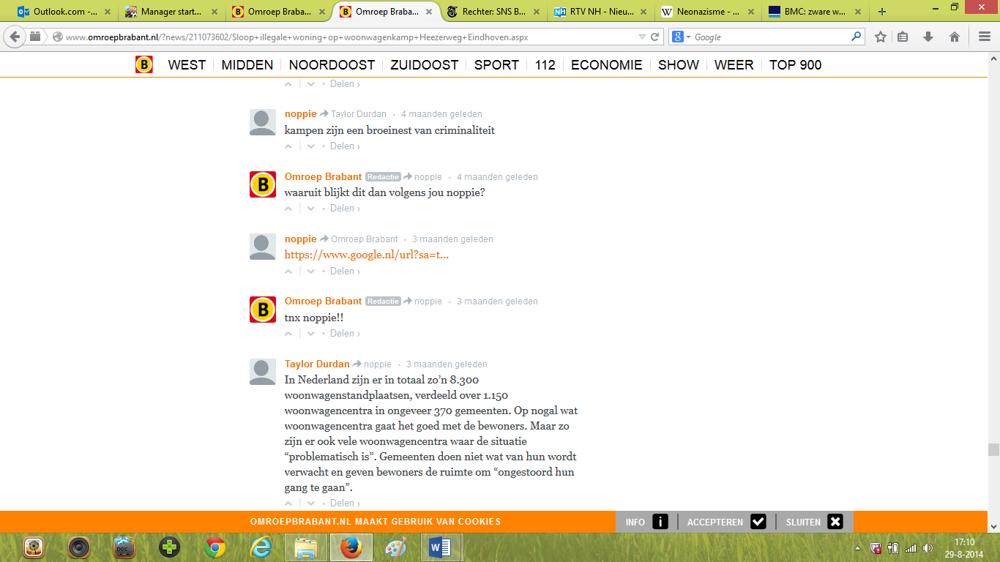 Outlook.com -...
Manager start...
Omroep Braba...
Omroep Braba...
Rechter: SNS B...
RTV NH - Nieu...
Neonazisme - ...
BMC: zware w...
www.omroepbrabant.nl/?news/211073602/Sloop+illegale+woning+op+woonwagenkamp+Heezerweg+Eindhoven.aspx
Google
B WEST MIDDEN NOORDOOST ZUIDOOST SPORT 112 ECONOMIE SHOW WEER TOP 900
• Delen ›
noppie Taylor Durdan • 4 maanden geleden
kampen zijn een broeinest van criminaliteit
• Delen ›
B
Omroep Brabant Redactie noppie • 4 maanden geleden
waaruit blijkt dit dan volgens jou noppie?
• Delen ›
noppie Omroep Brabant • 3 maanden geleden
https://www.google.nl/url?sa=t...
• Delen ›
B
Omroep Brabant Redactie noppie • 3 maanden geleden
tnx noppie!!
• Delen ›
Taylor Durdan noppie • 3 maanden geleden
In Nederland zijn er in totaal zo’n 8.300
woonwagenstandplaatsen, verdeeld over 1.150
woonwagencentra in ongeveer 370 gemeenten. Op nogal wat
woonwagencentra gaat het goed met de bewoners. Maar zo
zijn er ook vele woonwagencentra waar de situatie
“problematisch is”. Gemeenten doen niet wat van hun wordt
verwacht en geven bewoners de ruimte om “ongestoord hun
gang te gaan”.
• Delen ›
OMROEPBRABANT.NL MAAKT GEBRUIK VAN COOKIES
INFO i ACCEPTEREN SLUITEN
DOC
17:10
29-8-2014